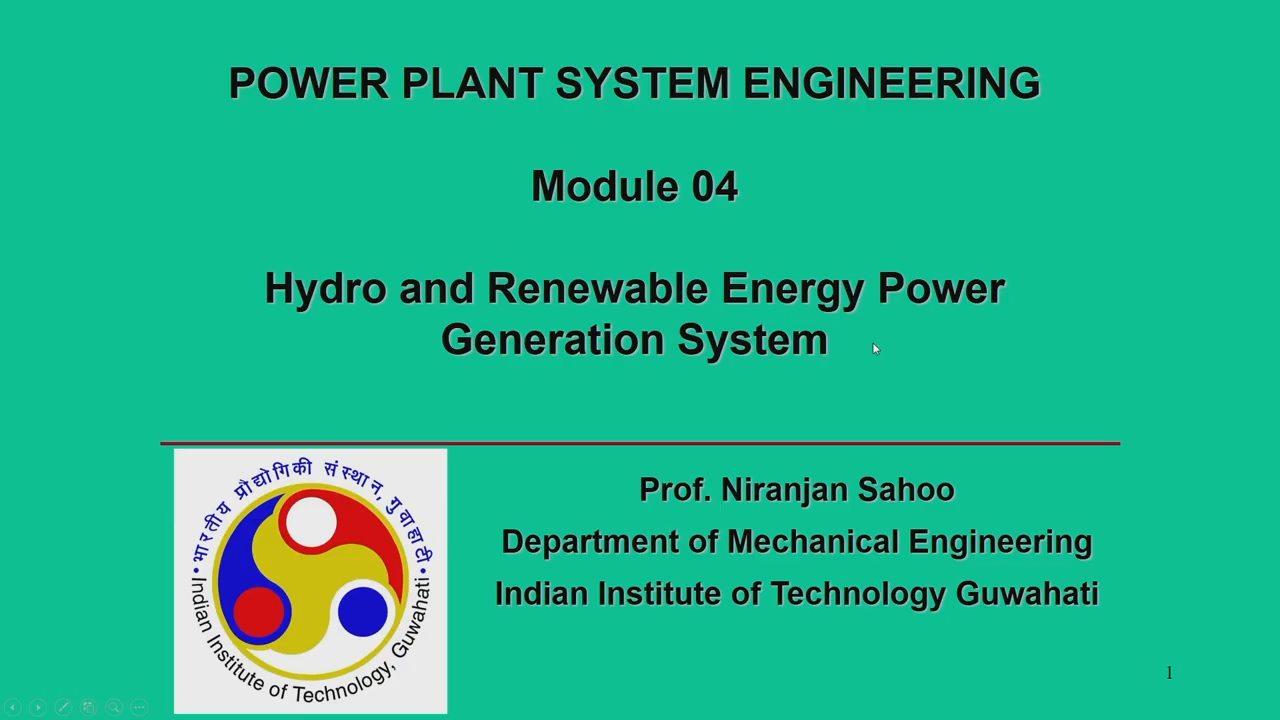 POWER PLANT SYSTEM ENGINEERING
Module 04
Hydro and Renewable Energy Power
Generation System
भारतीय प्रौद्योगिकी संस्थान, गुवाहाटी
Indian Institute of Technology, Guwahati
Prof. Niranjan Sahoo
Department of Mechanical Engineering
Indian Institute of Technology Guwahati
1